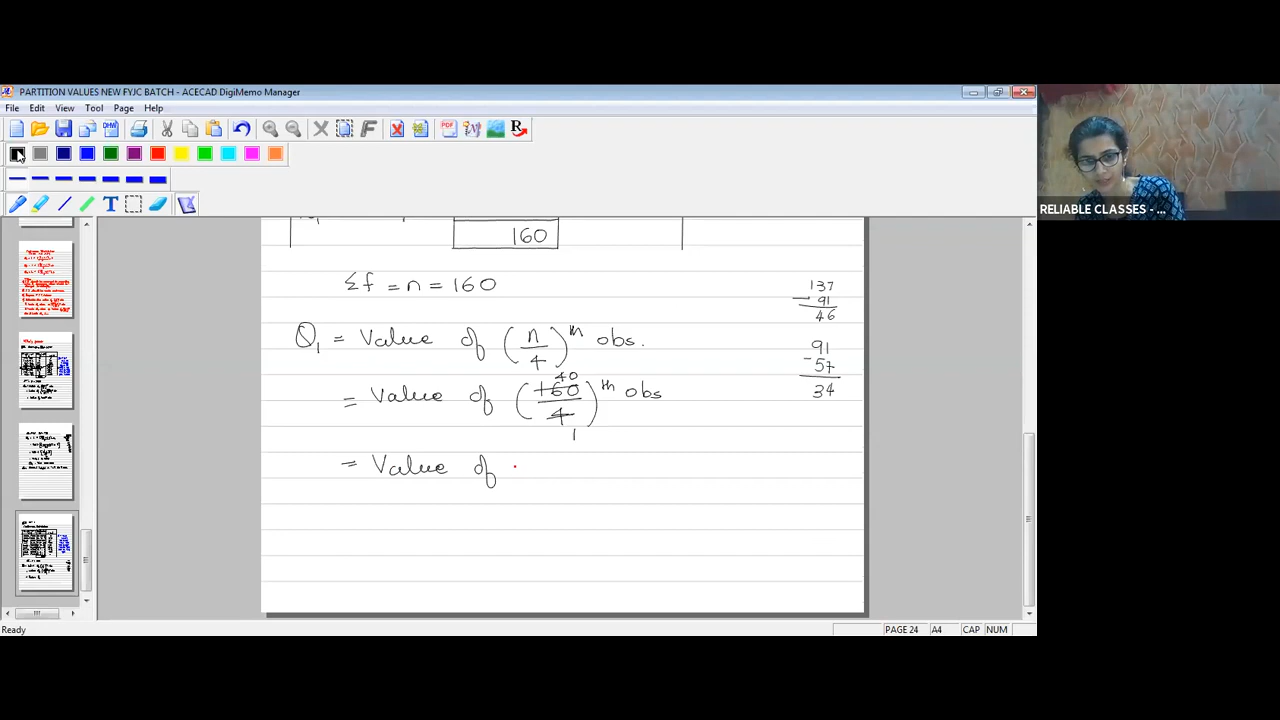 PARTITION VALUES NEW FYJC BATCH - ACECAD DigiMemo Manager
File Edit View Tool Page Help
RELIABLE CLASSES - ...
160
Σf = n = 160
137
- 91
46
Q1 = Value of (n/4)th obs.
91
- 57
34
40
= Value of (160/4)th obs
1
= Value of
Ready
PAGE 24 A4 CAP NUM